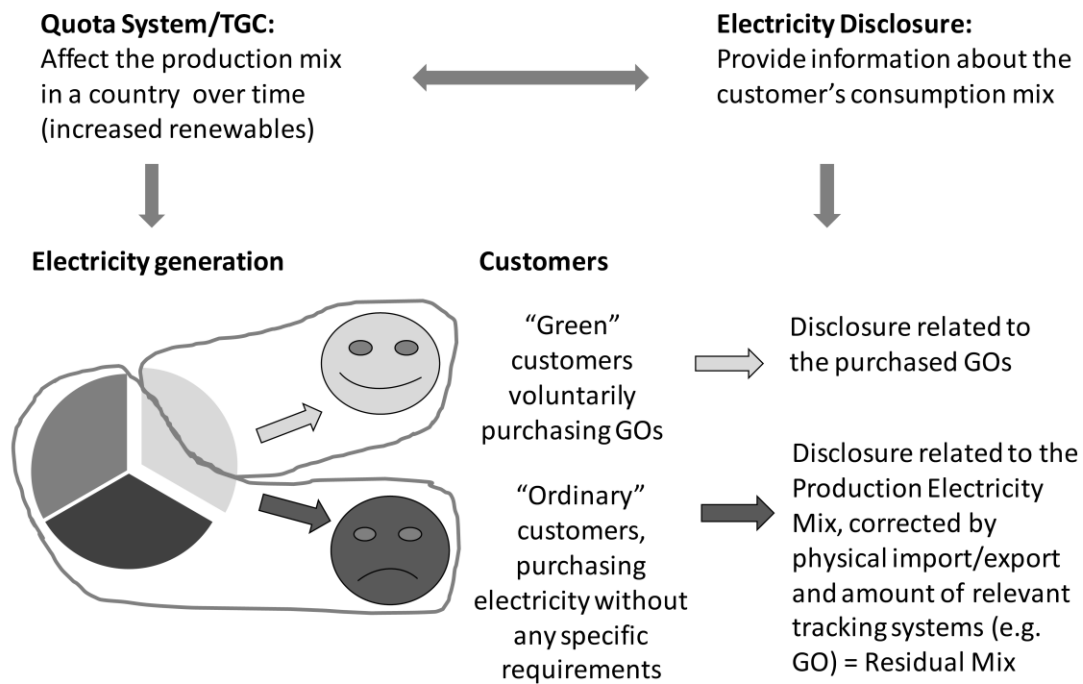 Quota System/TGC:
Affect the production mix
in a country over time
(increased renewables)
Electricity Disclosure:
Provide information about the
customer's consumption mix
Electricity generation
Customers
“Green”
customers
voluntarily
purchasing GOs
Disclosure related to
the purchased GOs
“Ordinary”
customers,
purchasing
electricity without
any specific
requirements
Disclosure related to the
Production Electricity
Mix, corrected by
physical import/export
and amount of relevant
tracking systems (e.g.
GO) = Residual Mix